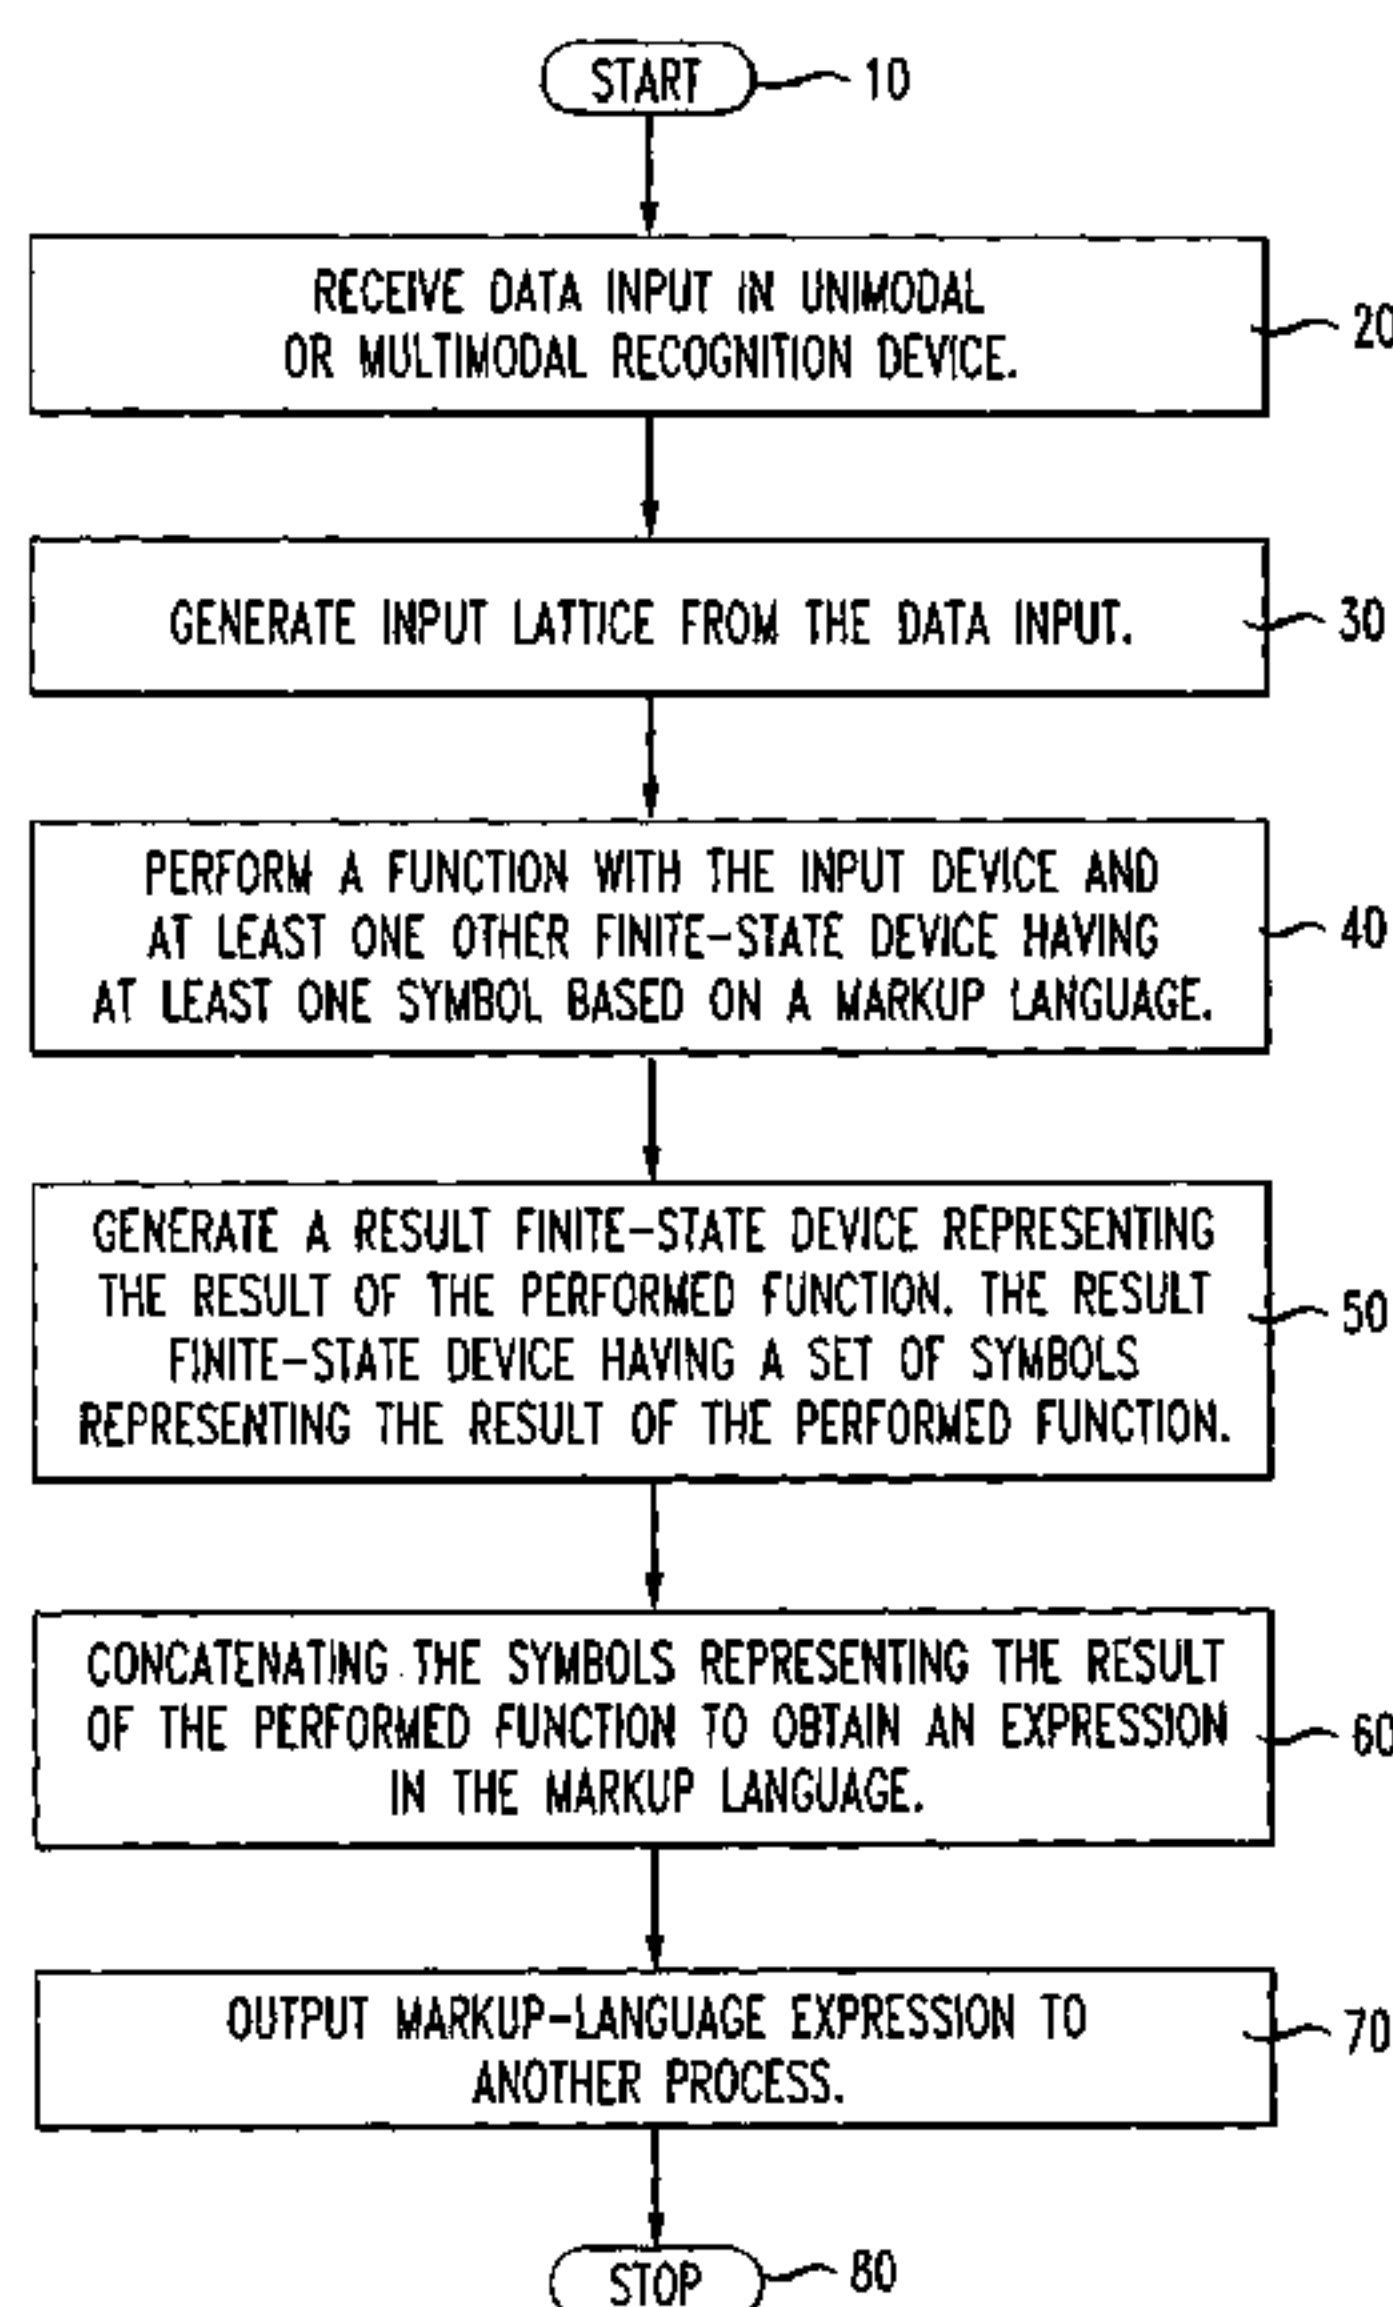 START
10
RECEIVE DATA INPUT IN UNIMODAL
OR MULTIMODAL RECOGNITION DEVICE.
20
GENERATE INPUT LATTICE FROM THE DATA INPUT.
30
PERFORM A FUNCTION WITH THE INPUT DEVICE AND
AT LEAST ONE OTHER FINITE-STATE DEVICE HAVING
AT LEAST ONE SYMBOL BASED ON A MARKUP LANGUAGE.
40
GENERATE A RESULT FINITE-STATE DEVICE REPRESENTING
THE RESULT OF THE PERFORMED FUNCTION. THE RESULT
FINITE-STATE DEVICE HAVING A SET OF SYMBOLS
REPRESENTING THE RESULT OF THE PERFORMED FUNCTION.
50
CONCATENATING THE SYMBOLS REPRESENTING THE RESULT
OF THE PERFORMED FUNCTION TO OBTAIN AN EXPRESSION
IN THE MARKUP LANGUAGE.
60
OUTPUT MARKUP-LANGUAGE EXPRESSION TO
ANOTHER PROCESS.
70
STOP
80